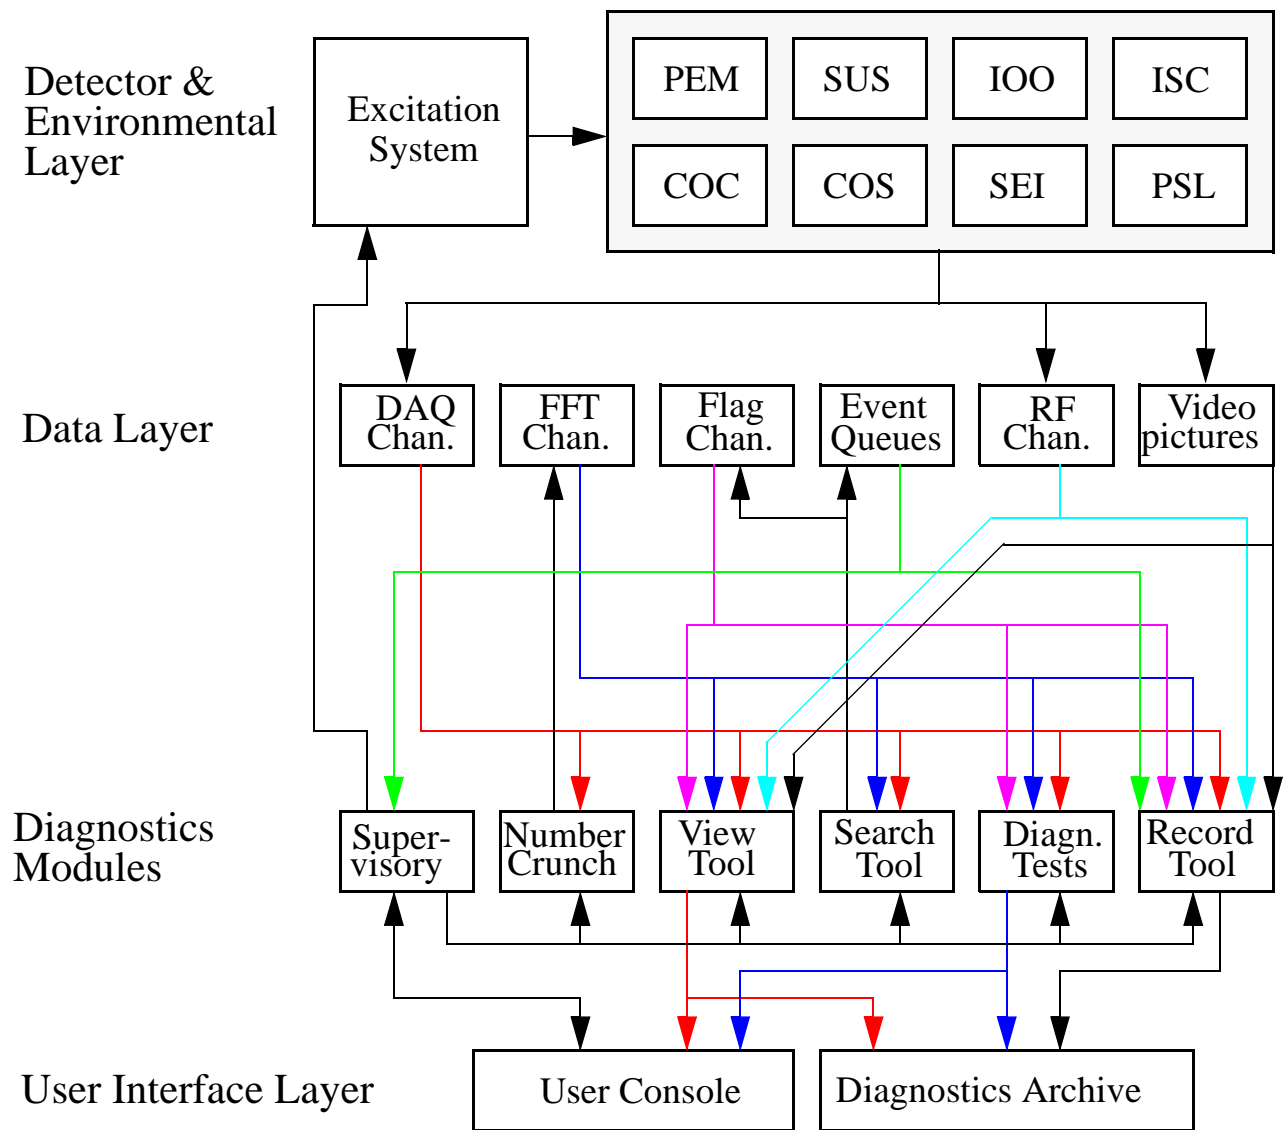 Detector &
Environmental
Layer
Excitation
System
PEM
SUS
IOO
ISC
COC
COS
SEI
PSL
Data Layer
DAQ
Chan.
FFT
Chan.
Flag
Chan.
Event
Queues
RF
Chan.
Video
pictures
Diagnostics
Modules
Super-
visory
Number
Crunch
View
Tool
Search
Tool
Diagn.
Tests
Record
Tool
User Interface Layer
User Console
Diagnostics Archive